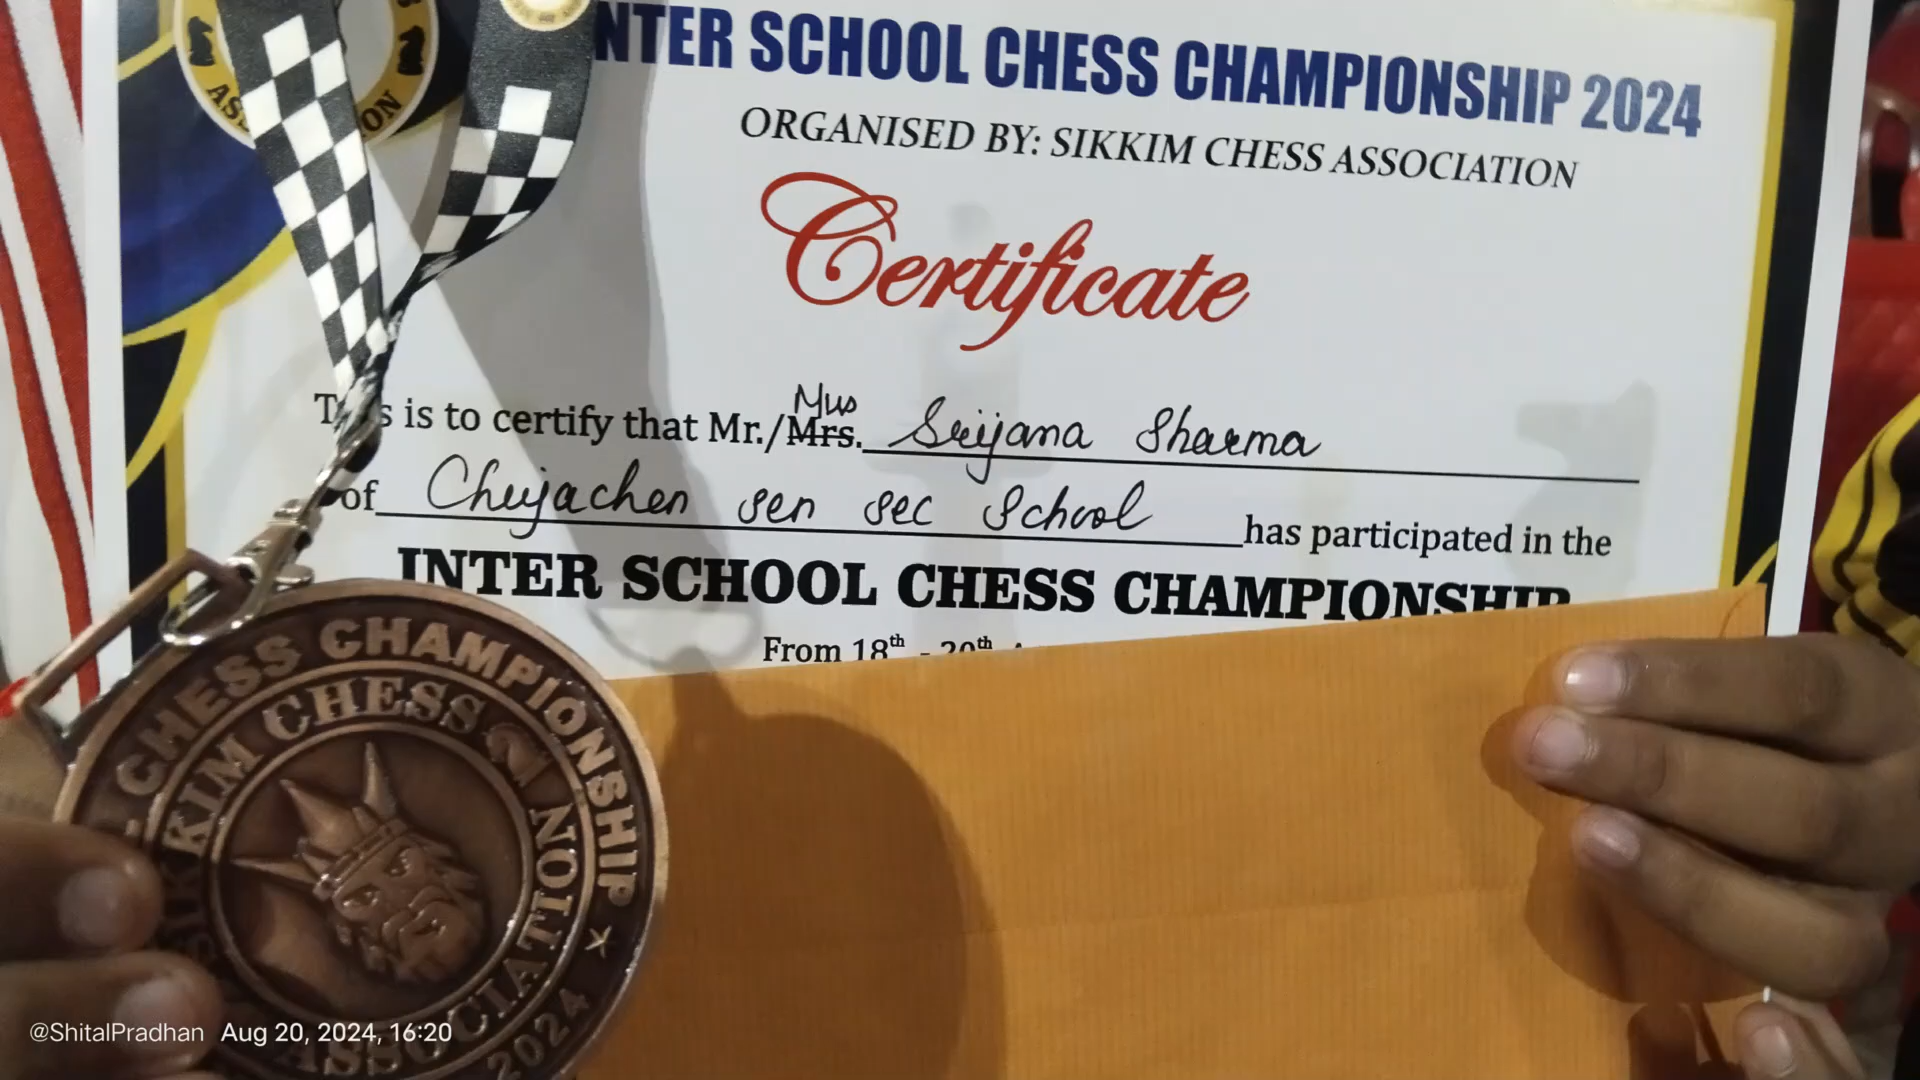 NTER SCHOOL CHESS CHAMPIONSHIP 2024
ORGANISED BY: SIKKIM CHESS ASSOCIATION
Certificate
is to certify that Mr./Mrs. Miss Srijana Sharma
of Chujachen sen sec School has participated in the
INTER SCHOOL CHESS CHAMPIONSHIP
From 18th - 20th
CHESS CHAMPIONSHIP
SIKKIM CHESS ASSOCIATION
2024
@ShitalPradhan Aug 20, 2024, 16:20